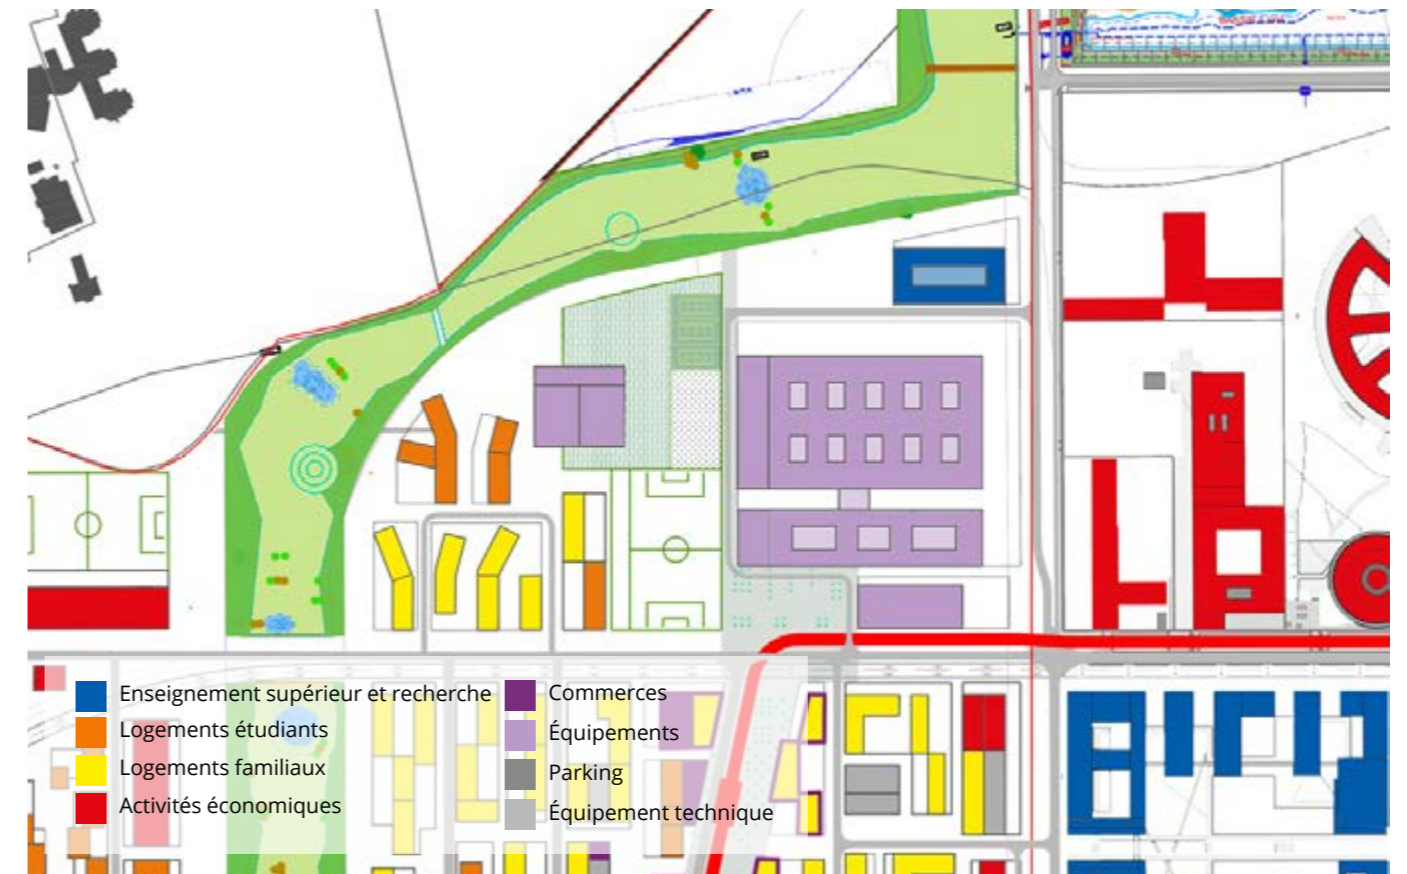 Enseignement supérieur et recherche
Logements étudiants
Logements familiaux
Activités économiques
Commerces
Équipements
Parking
Équipement technique